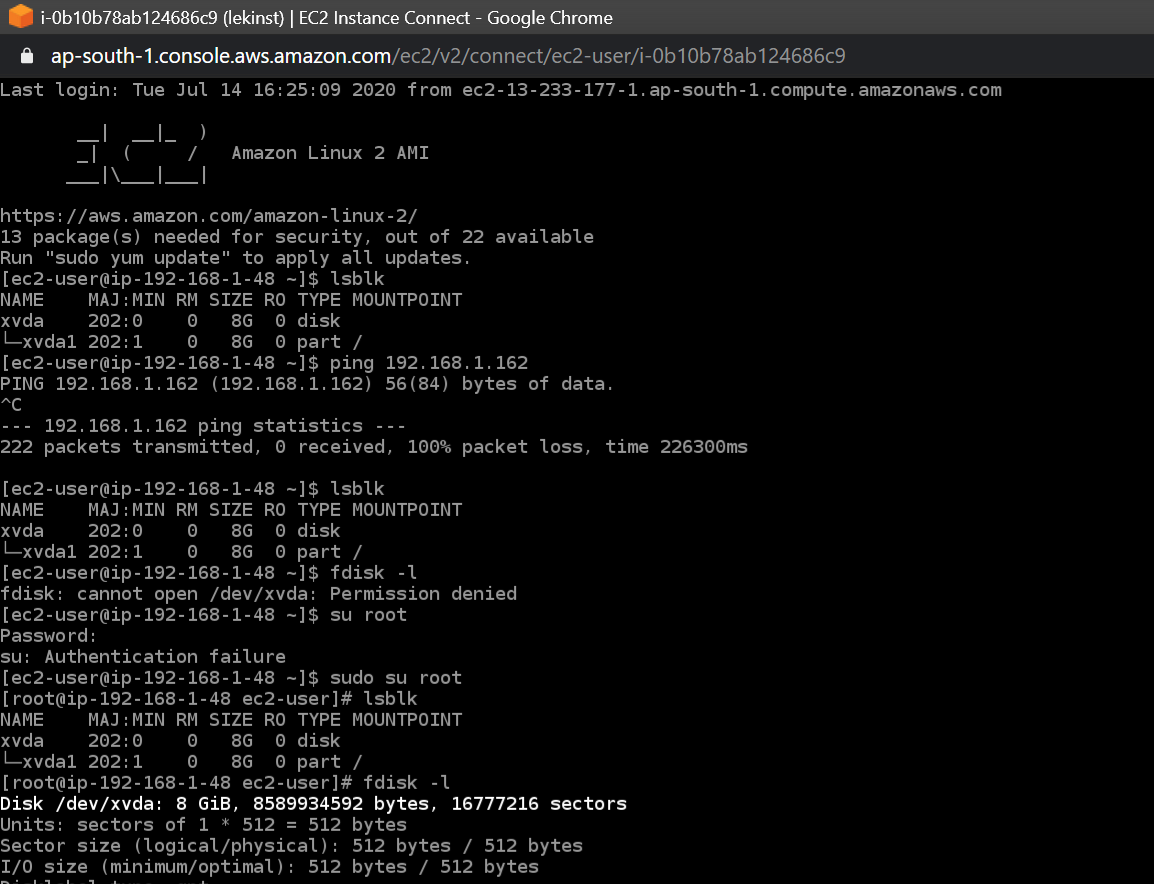 i-0b10b78ab124686c9 (lekinst) | EC2 Instance Connect - Google Chrome
ap-south-1.console.aws.amazon.com/ec2/v2/connect/ec2-user/i-0b10b78ab124686c9
Last login: Tue Jul 14 16:25:09 2020 from ec2-13-233-177-1.ap-south-1.compute.amazonaws.com
       __|  __|_  )
       _|  (     /   Amazon Linux 2 AMI
      ___|\___|___|
https://aws.amazon.com/amazon-linux-2/
13 package(s) needed for security, out of 22 available
Run "sudo yum update" to apply all updates.
[ec2-user@ip-192-168-1-48 ~]$ lsblk
NAME    MAJ:MIN RM SIZE RO TYPE MOUNTPOINT
xvda    202:0    0   8G  0 disk
└─xvda1 202:1    0   8G  0 part /
[ec2-user@ip-192-168-1-48 ~]$ ping 192.168.1.162
PING 192.168.1.162 (192.168.1.162) 56(84) bytes of data.
^C
--- 192.168.1.162 ping statistics ---
222 packets transmitted, 0 received, 100% packet loss, time 226300ms
[ec2-user@ip-192-168-1-48 ~]$ lsblk
NAME    MAJ:MIN RM SIZE RO TYPE MOUNTPOINT
xvda    202:0    0   8G  0 disk
└─xvda1 202:1    0   8G  0 part /
[ec2-user@ip-192-168-1-48 ~]$ fdisk -l
fdisk: cannot open /dev/xvda: Permission denied
[ec2-user@ip-192-168-1-48 ~]$ su root
Password:
su: Authentication failure
[ec2-user@ip-192-168-1-48 ~]$ sudo su root
[root@ip-192-168-1-48 ec2-user]# lsblk
NAME    MAJ:MIN RM SIZE RO TYPE MOUNTPOINT
xvda    202:0    0   8G  0 disk
└─xvda1 202:1    0   8G  0 part /
[root@ip-192-168-1-48 ec2-user]# fdisk -l
Disk /dev/xvda: 8 GiB, 8589934592 bytes, 16777216 sectors
Units: sectors of 1 * 512 = 512 bytes
Sector size (logical/physical): 512 bytes / 512 bytes
I/O size (minimum/optimal): 512 bytes / 512 bytes